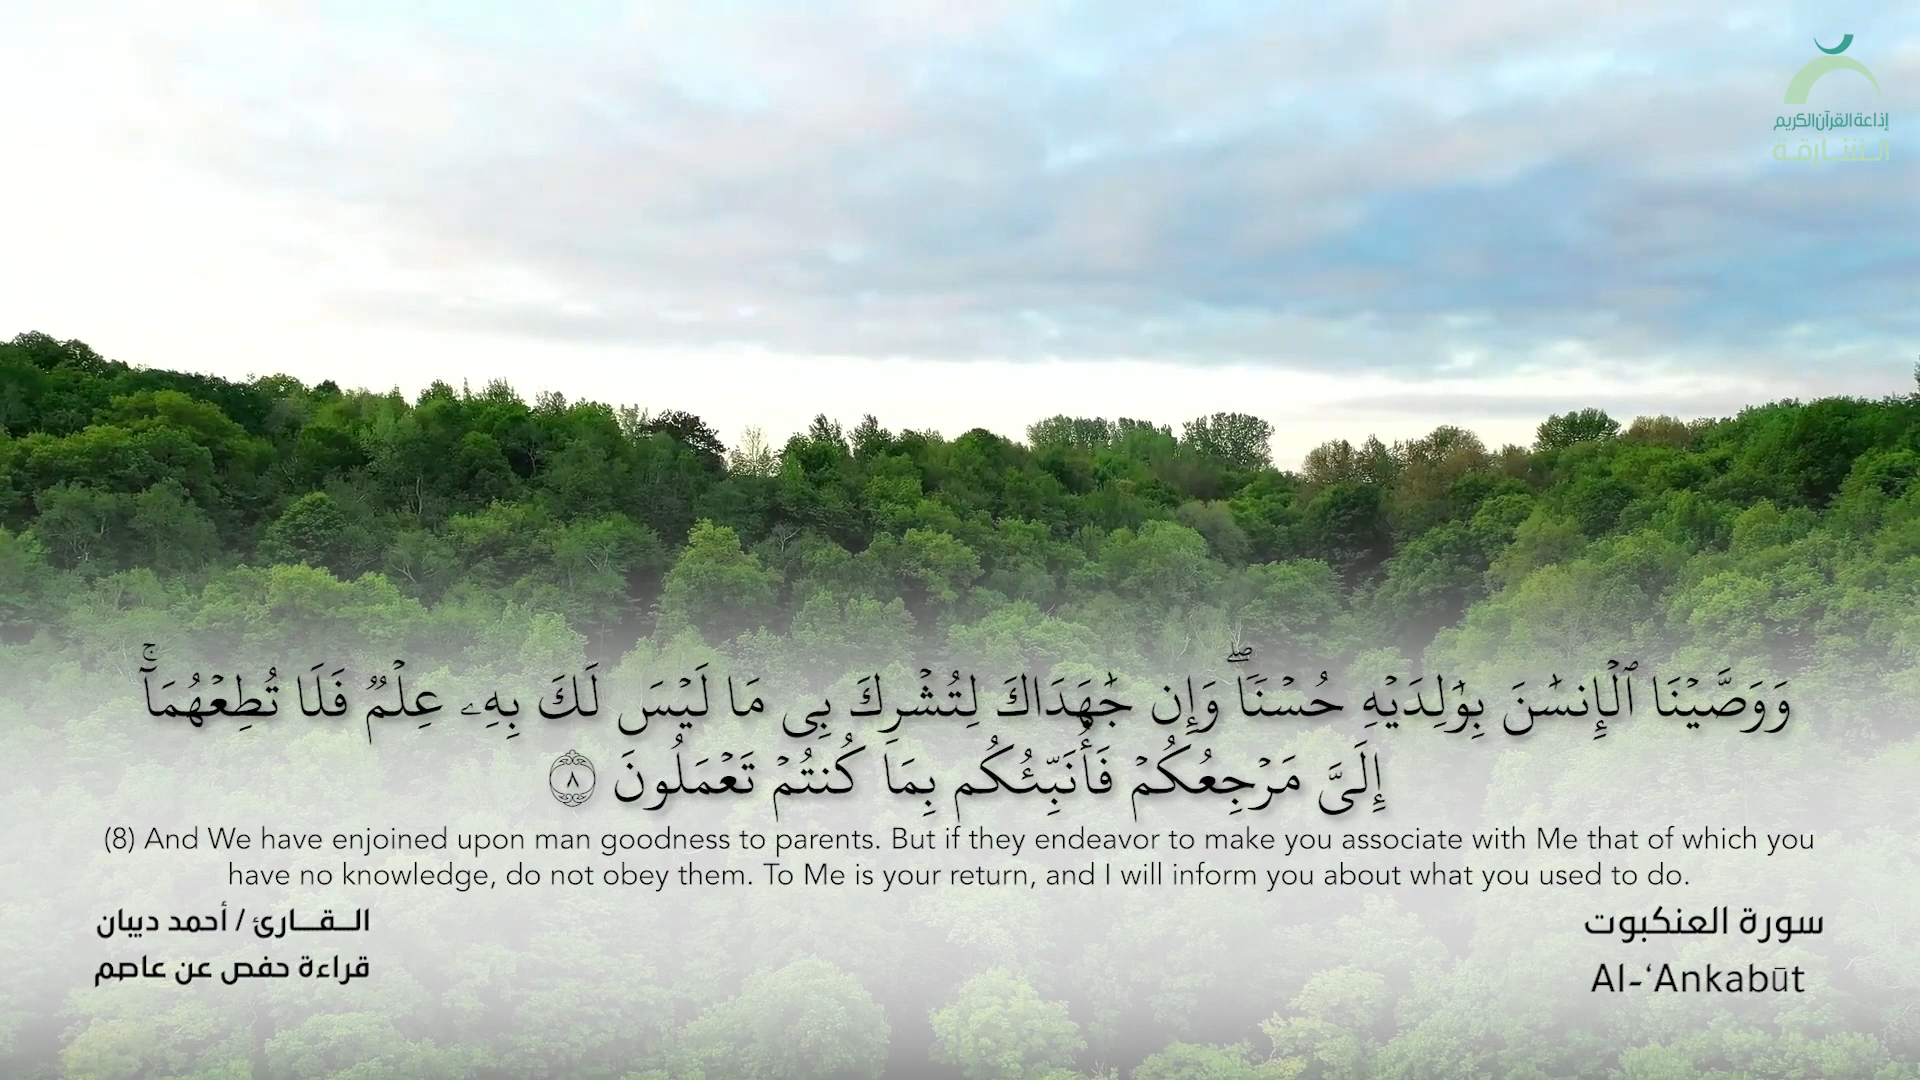 إذاعة القرآن الكريم
الشارقة
وَوَصَّيْنَا ٱلْإِنسَٰنَ بِوَٰلِدَيْهِ حُسْنًۭا ۖ وَإِن جَٰهَدَاكَ لِتُشْرِكَ بِى مَا لَيْسَ لَكَ بِهِۦ عِلْمٌۭ فَلَا تُطِعْهُمَآ ۚ
إِلَىَّ مَرْجِعُكُمْ فَأُنَبِّئُكُم بِمَا كُنتُمْ تَعْمَلُونَ ۝٨
(8) And We have enjoined upon man goodness to parents. But if they endeavor to make you associate with Me that of which you
have no knowledge, do not obey them. To Me is your return, and I will inform you about what you used to do.
سورة العنكبوت
Al-‘Ankabūt
الــقــارئ / أحمد ديبان
قراءة حفص عن عاصم